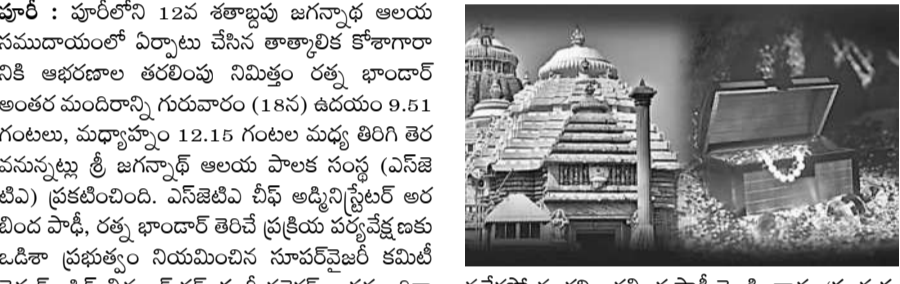 పూరీ : పూరీలోని 12వ శతాబ్దపు జగన్నాథ ఆలయ
సముదాయంలో ఏర్పాటు చేసిన తాత్కాలిక కోశాగారా
నికి ఆభరణాల తరలింపు నిమిత్తం రత్న భాండార్
అంతర మందిరాన్ని గురువారం (18న) ఉదయం 9.51
గంటలు, మధ్యాహ్నం 12.15 గంటల మధ్య తిరిగి తెర
వనున్నట్లు శ్రీ జగన్నాథ్ ఆలయ పాలక సంస్థ (ఎస్‌జె
టిఎ) ప్రకటించింది. ఎస్‌జెటిఎ చీఫ్ అడ్మినిస్ట్రేటర్ అర
బింద పాఢీ, రత్న భాండార్ తెరిచే ప్రక్రియ పర్యవేక్షణకు
ఒడిశా ప్రభుత్వం నియమించిన సూపర్‌వైజరీ కమిటీ